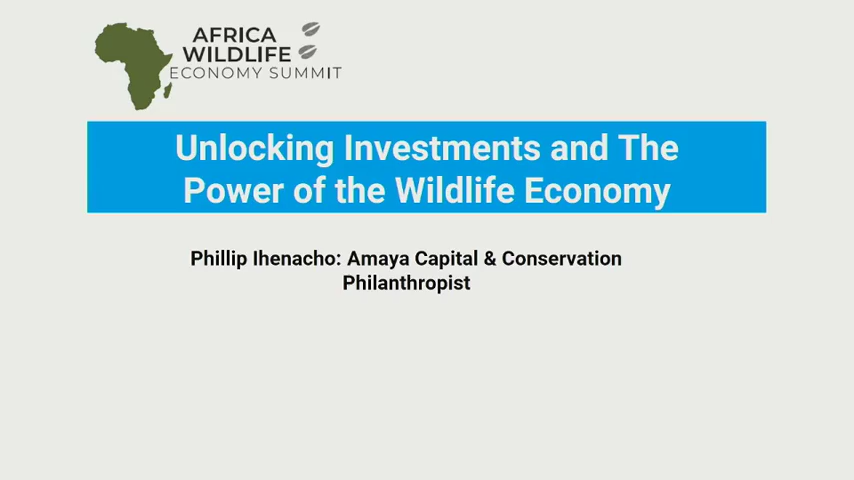 AFRICA
WILDLIFE
ECONOMY SUMMIT
Unlocking Investments and The
Power of the Wildlife Economy
Phillip Ihenacho: Amaya Capital & Conservation
Philanthropist